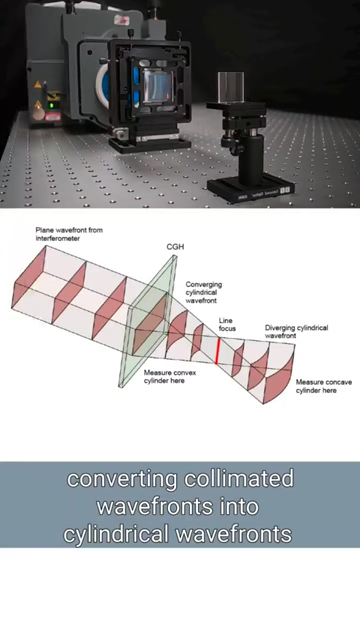 Plane wavefront from
interferometer
CGH
Converging
cylindrical
wavefront
Line
focus
Diverging cylindrical
wavefront
Measure convex
cylinder here
Measure concave
cylinder here
converting collimated
wavefronts into
cylindrical wavefronts